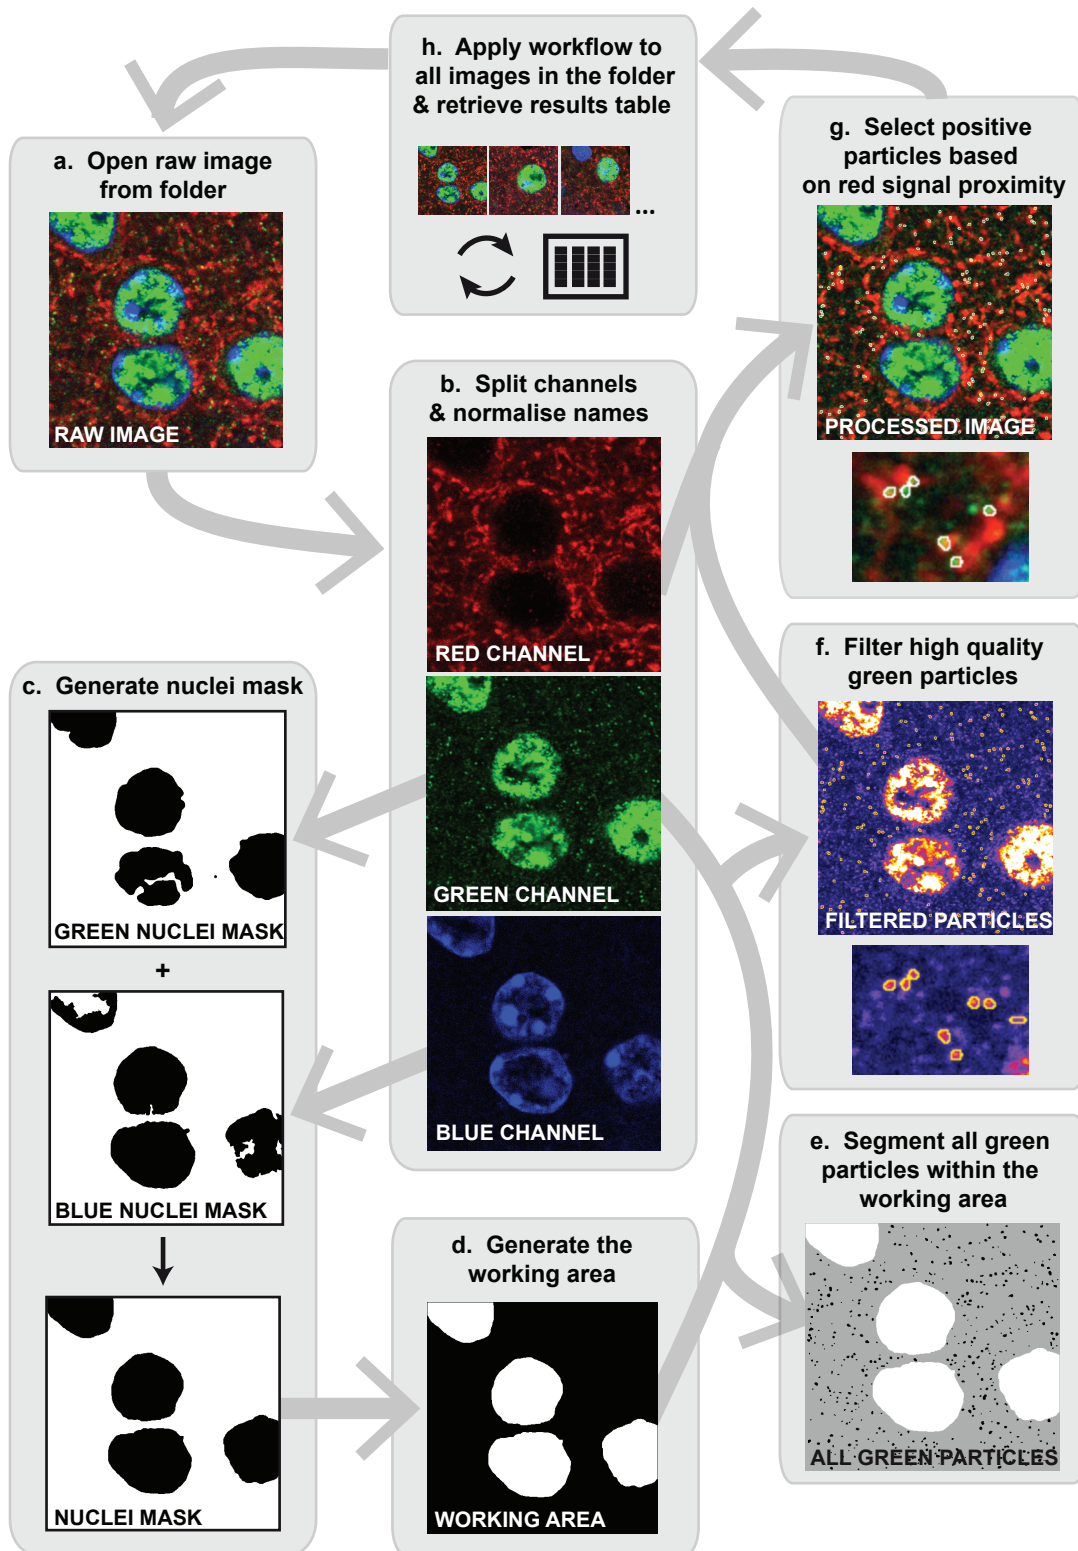 a. Open raw image
from folder
RAW IMAGE
b. Split channels
& normalise names
RED CHANNEL
GREEN CHANNEL
BLUE CHANNEL
c. Generate nuclei mask
GREEN NUCLEI MASK
+
BLUE NUCLEI MASK
NUCLEI MASK
d. Generate the
working area
WORKING AREA
e. Segment all green
particles within the
working area
ALL GREEN PARTICLES
f. Filter high quality
green particles
FILTERED PARTICLES
g. Select positive
particles based
on red signal proximity
PROCESSED IMAGE
h. Apply workflow to
all images in the folder
& retrieve results table
...